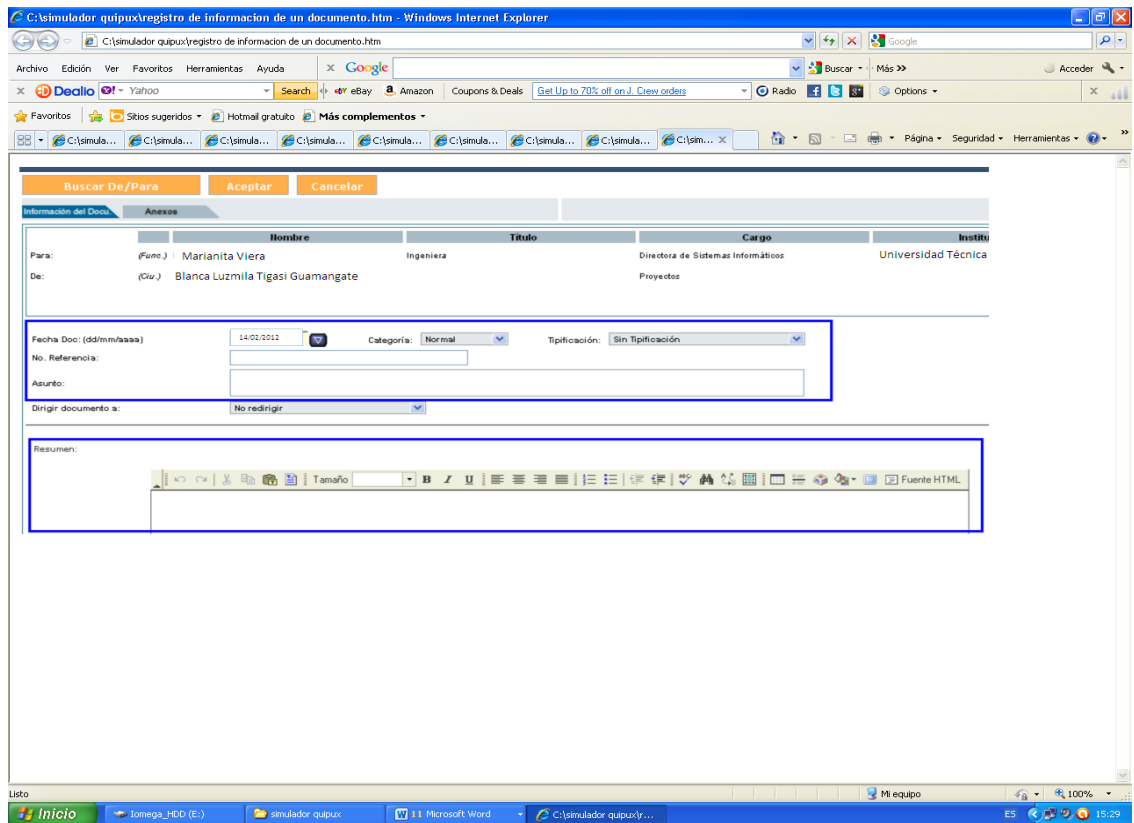 C:\simulador quipux\registro de informacion de un documento.htm - Windows Internet Explorer
C:\simulador quipux\registro de informacion de un documento.htm Google
Archivo Edición Ver Favoritos Herramientas Ayuda x Google Buscar Más >> Acceder
x Dealio Y! Yahoo Search eBay Amazon Coupons & Deals Get Up to 70% off on J. Crew orders Radio Options x
Favoritos Sitios sugeridos Hotmail gratuito Más complementos
C:\simula... C:\simula... C:\simula... C:\simula... C:\simula... C:\simula... C:\simula... C:\simula... C:\sim... X Página Seguridad Herramientas
Buscar De/Para Aceptar Cancelar
Información del Docu. Anexos
Nombre Título Cargo Institu
Para: (Func.) Marianita Viera Ingeniera Directora de Sistemas Informáticos Universidad Técnica
De: (Ciu.) Blanca Luzmila Tigasi Guamangate Proyectos
Fecha Doc: (dd/mm/aaaa) 14/02/2012 Categoría: Normal Tipificación: Sin Tipificación
No. Referencia:
Asunto:
Dirigir documento a: No redirigir
Resumen:
Tamaño B I U Fuente HTML
Listo Mi equipo 100%
Inicio Iomega_HDD (E:) simulador quipux 11 Microsoft Word C:\simulador quipux\r... ES 15:29